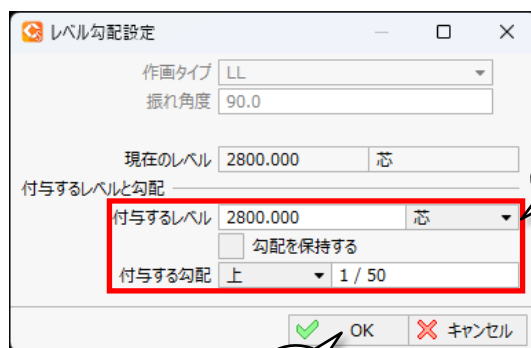 レベル勾配設定
作画タイプ LL
振れ角度 90.0
現在のレベル 2800.000 芯
付与するレベルと勾配
付与するレベル 2800.000 芯
勾配を保持する
付与する勾配 上 1 / 50
OK キャンセル